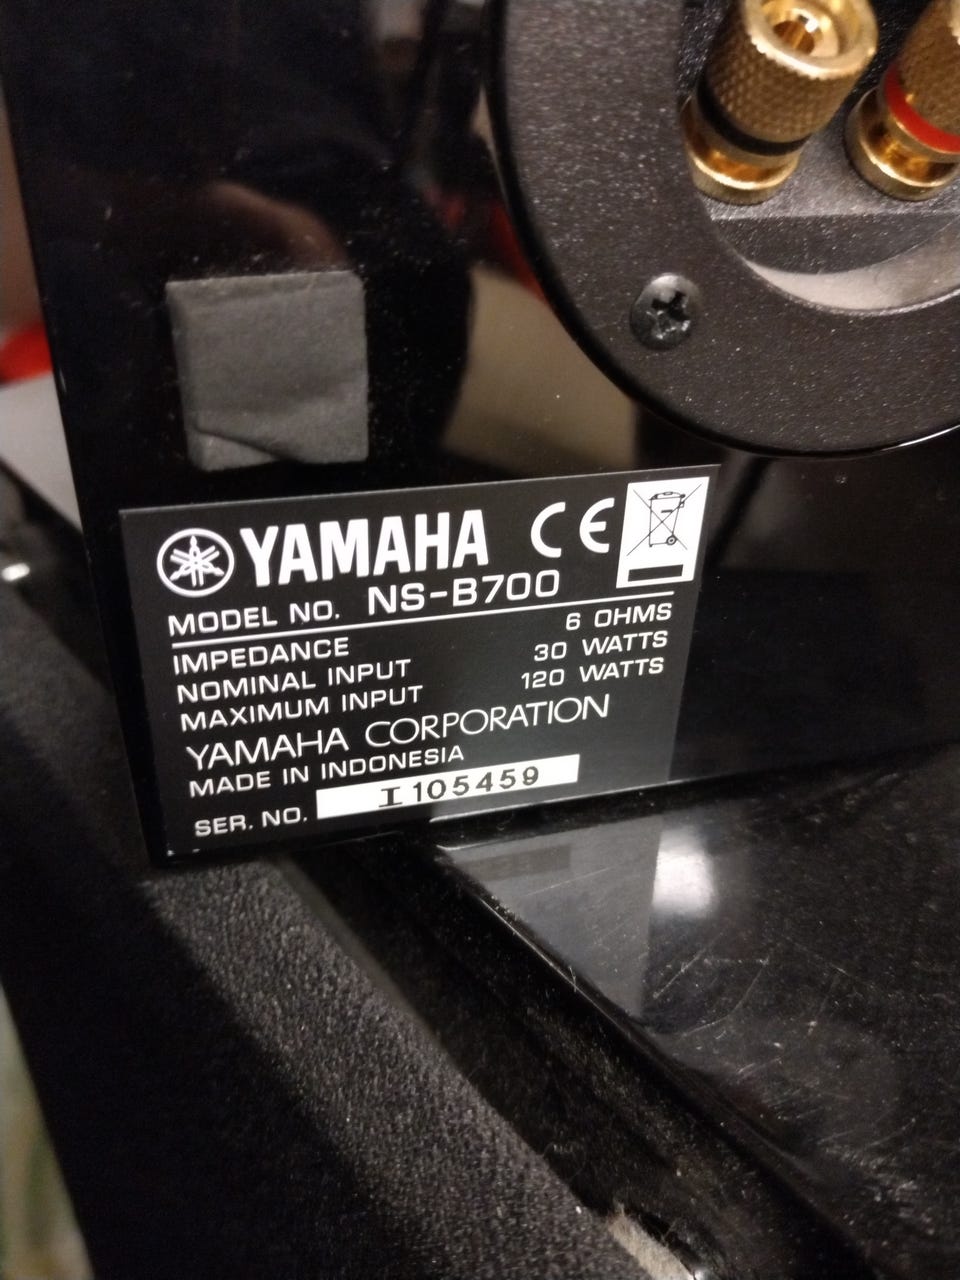 YAMAHA CE
MODEL NO. NS-B700
IMPEDANCE 6 OHMS
NOMINAL INPUT 30 WATTS
MAXIMUM INPUT 120 WATTS
YAMAHA CORPORATION
MADE IN INDONESIA
SER. NO. I105459